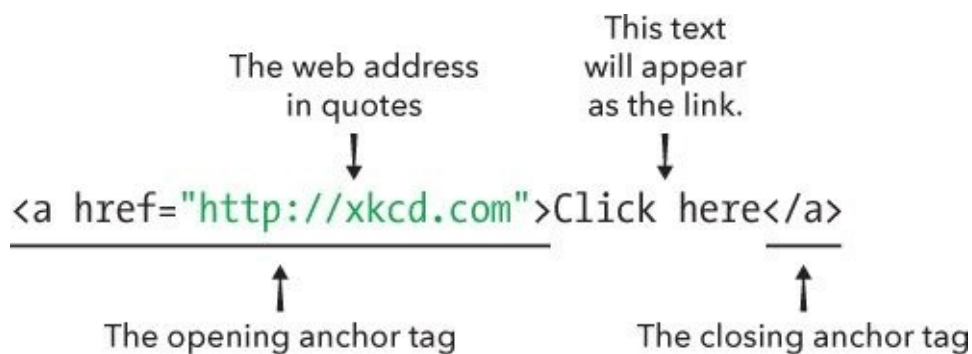 The web address
in quotes
This text
will appear
as the link.
<a href="http://xkcd.com">Click here</a>
The opening anchor tag
The closing anchor tag